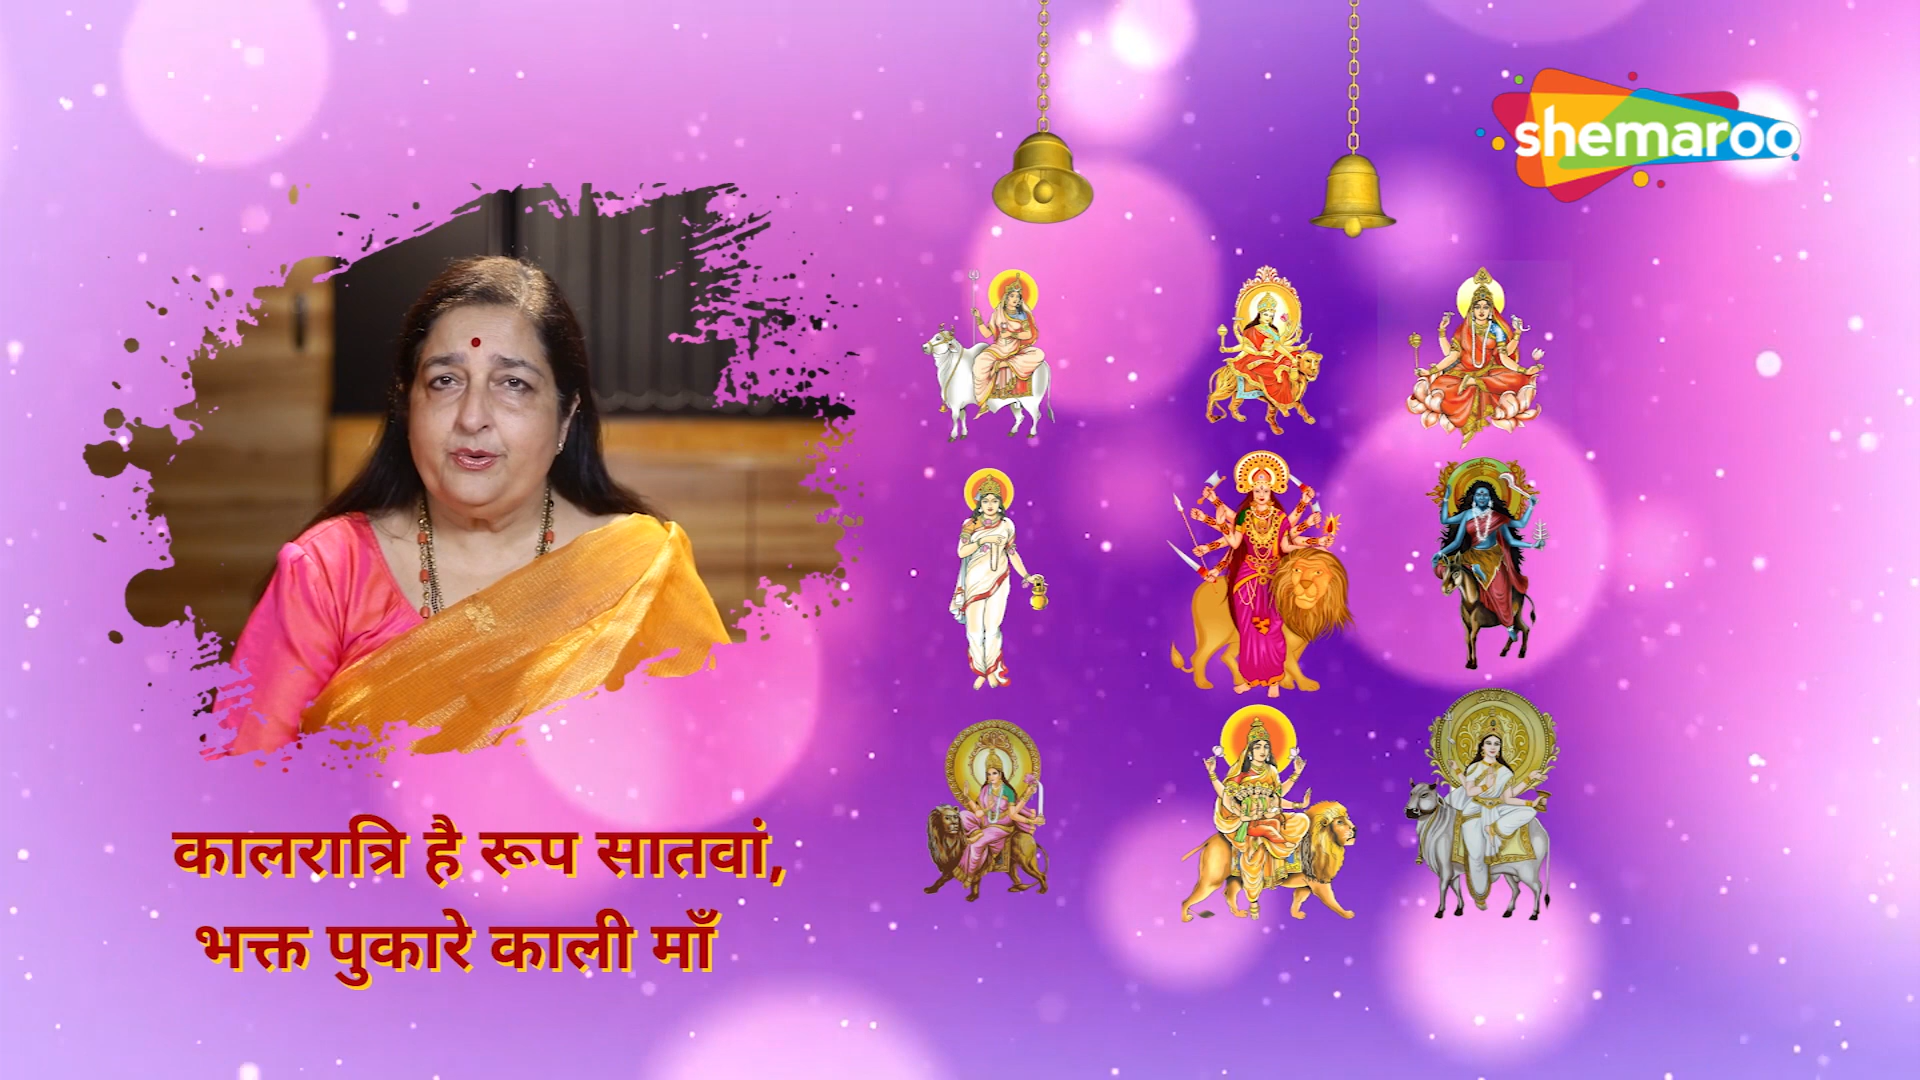 shemaroo
कालरात्रि है रूप सातवां,
भक्त पुकारे काली माँ